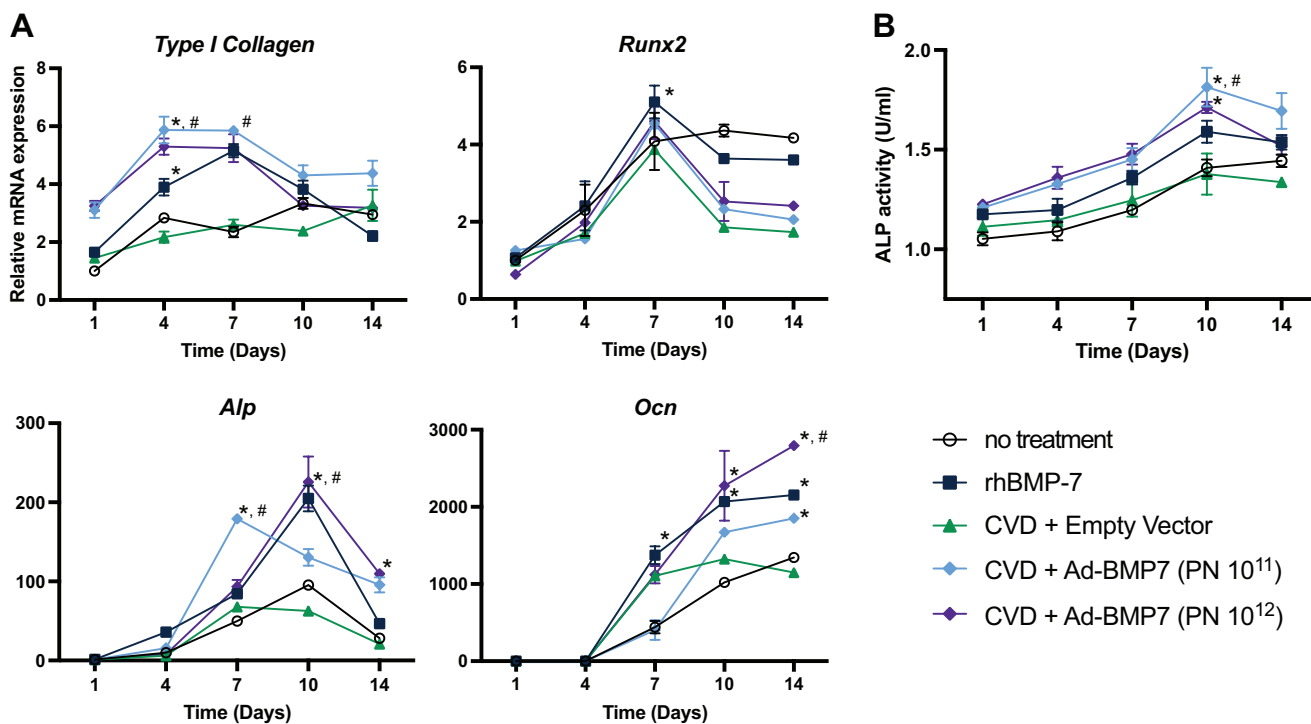 A
B
Type I Collagen
Runx2
Relative mRNA expression
8
6
4
2
0
*, #
#
*
1 4 7 10 14
Time (Days)
6
4
2
0
*
1 4 7 10 14
Time (Days)
ALP activity (U/ml)
2.0
1.5
1.0
*, #
*
1 4 7 10 14
Time (Days)
Alp
300
200
100
0
*, #
*, #
*
1 4 7 10 14
Time (Days)
Ocn
3000
2000
1000
0
*
*
*
*, #
*
*
1 4 7 10 14
Time (Days)
no treatment
rhBMP-7
CVD + Empty Vector
CVD + Ad-BMP7 (PN 10¹¹)
CVD + Ad-BMP7 (PN 10¹²)